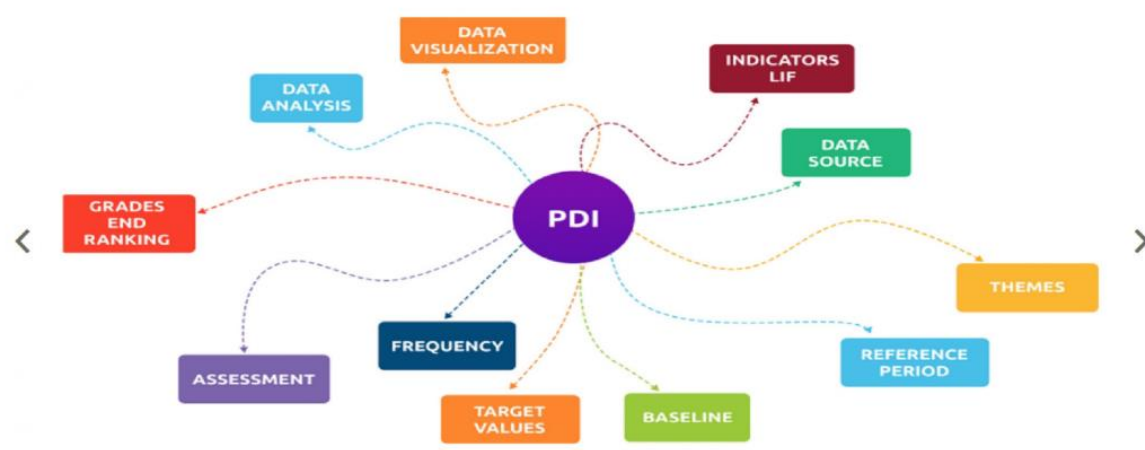 DATA
VISUALIZATION
INDICATORS
LIF
DATA
ANALYSIS
DATA
SOURCE
GRADES
END
RANKING
PDI
THEMES
FREQUENCY
REFERENCE
PERIOD
ASSESSMENT
TARGET
VALUES
BASELINE